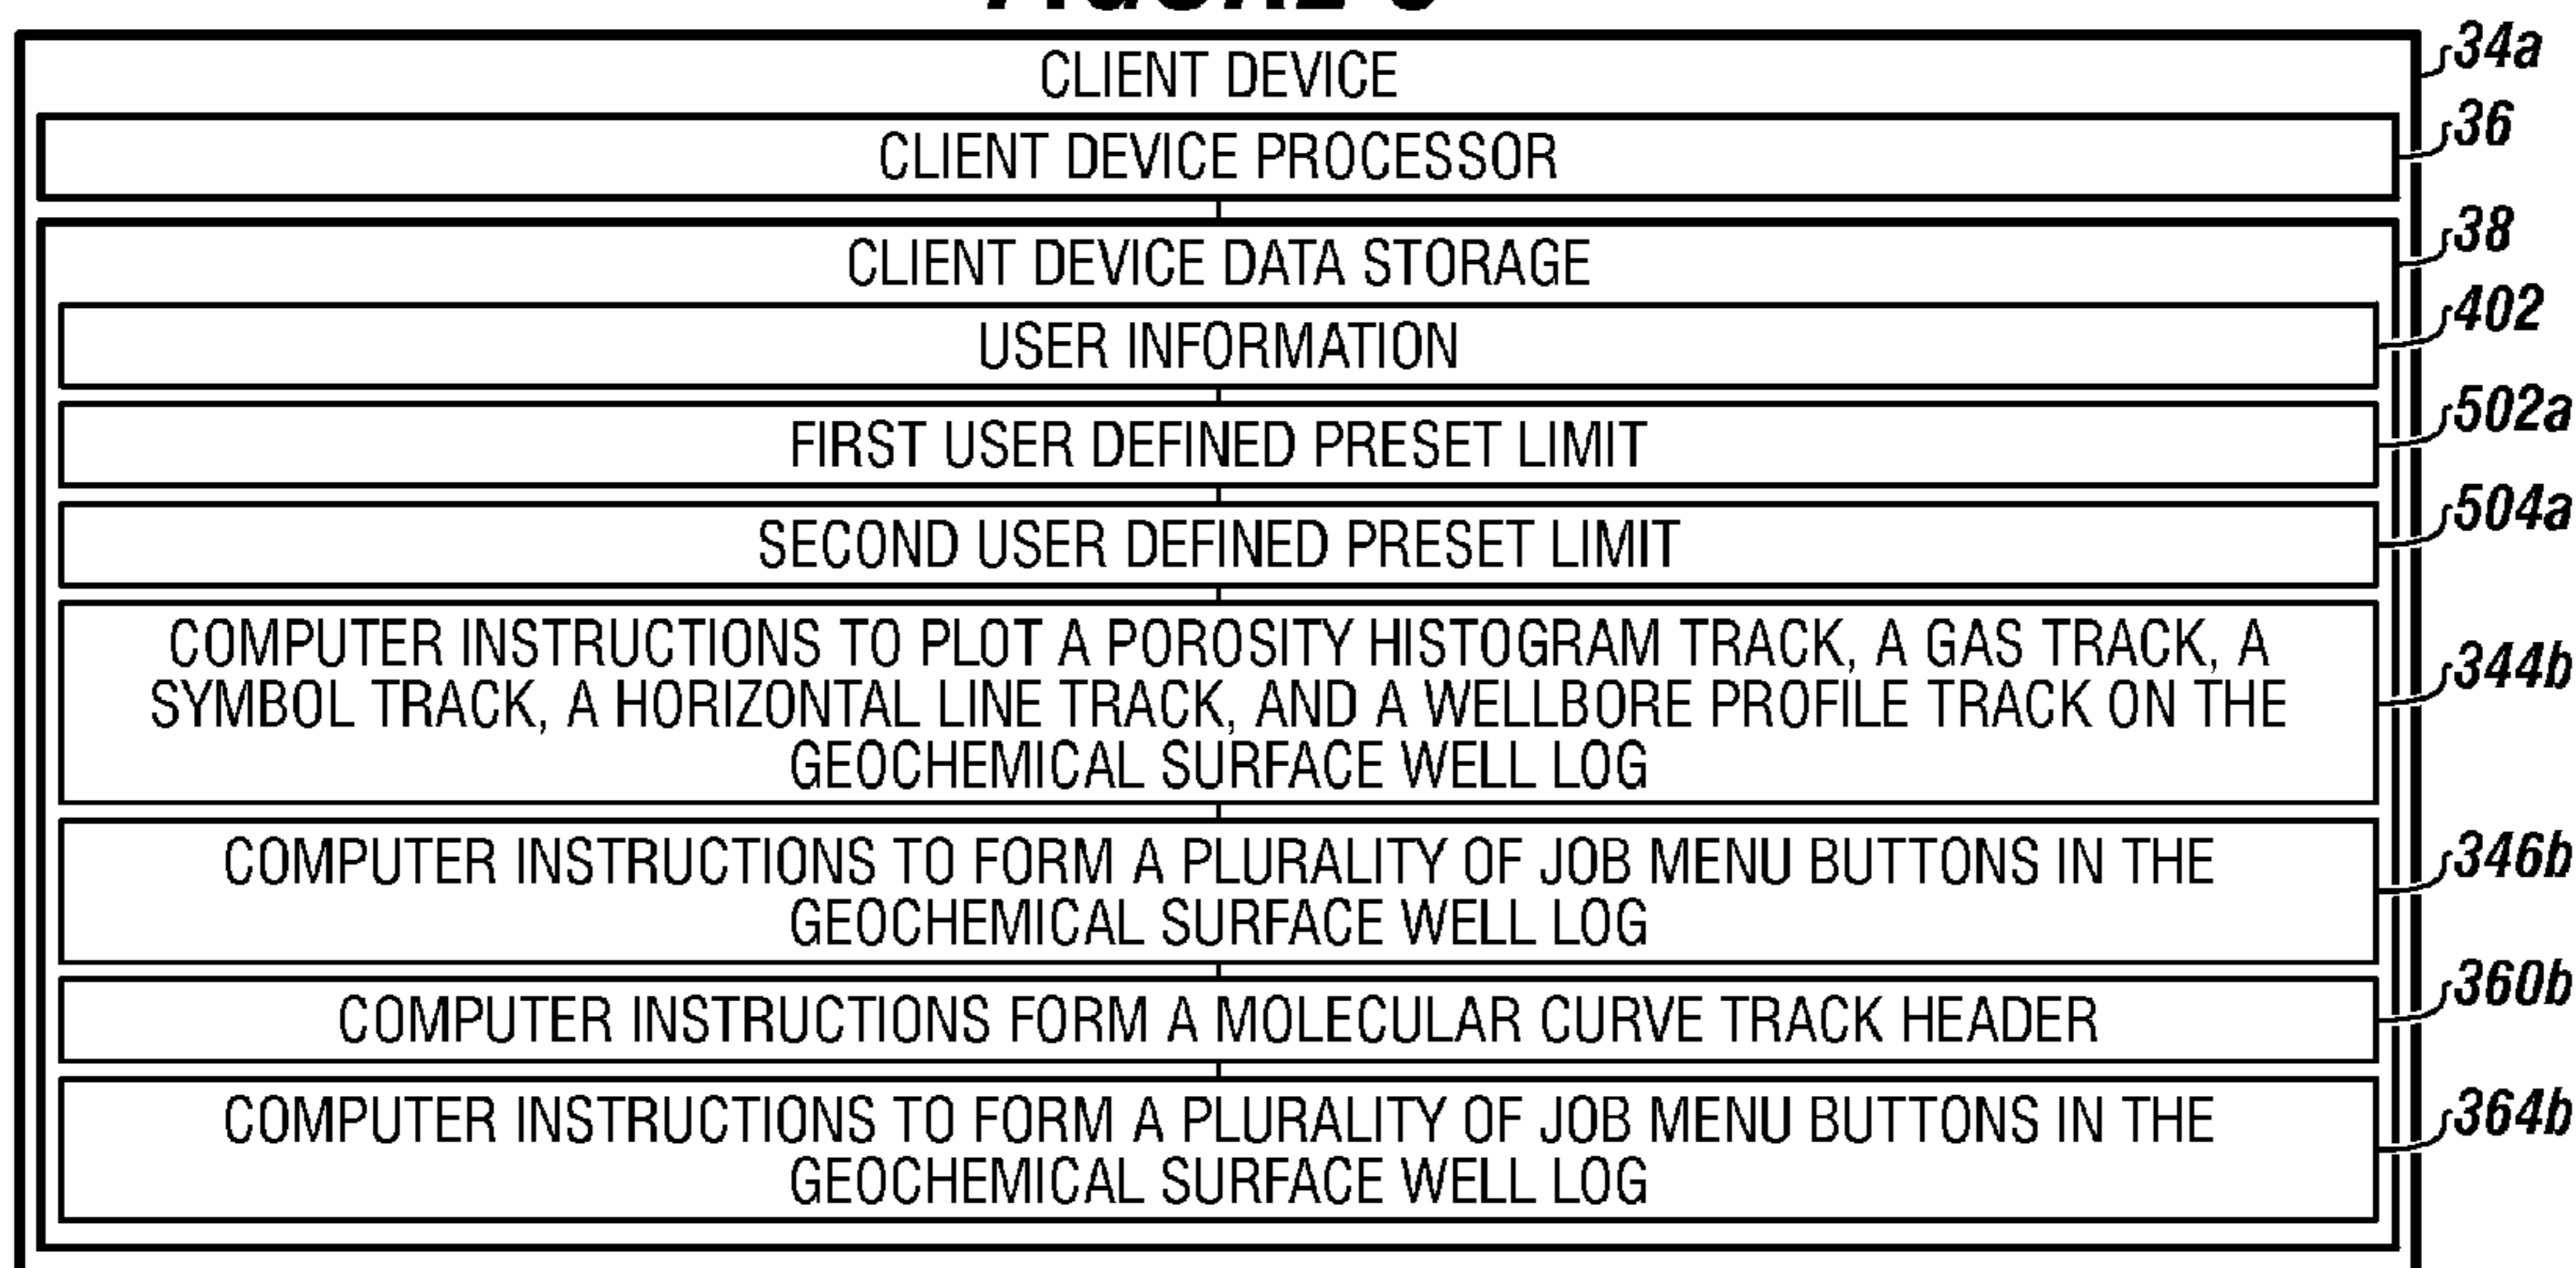 CLIENT DEVICE
34a
CLIENT DEVICE PROCESSOR
36
CLIENT DEVICE DATA STORAGE
38
USER INFORMATION
402
FIRST USER DEFINED PRESET LIMIT
502a
SECOND USER DEFINED PRESET LIMIT
504a
COMPUTER INSTRUCTIONS TO PLOT A POROSITY HISTOGRAM TRACK, A GAS TRACK, A
SYMBOL TRACK, A HORIZONTAL LINE TRACK, AND A WELLBORE PROFILE TRACK ON THE
GEOCHEMICAL SURFACE WELL LOG
344b
COMPUTER INSTRUCTIONS TO FORM A PLURALITY OF JOB MENU BUTTONS IN THE
GEOCHEMICAL SURFACE WELL LOG
346b
COMPUTER INSTRUCTIONS FORM A MOLECULAR CURVE TRACK HEADER
360b
COMPUTER INSTRUCTIONS TO FORM A PLURALITY OF JOB MENU BUTTONS IN THE
GEOCHEMICAL SURFACE WELL LOG
364b